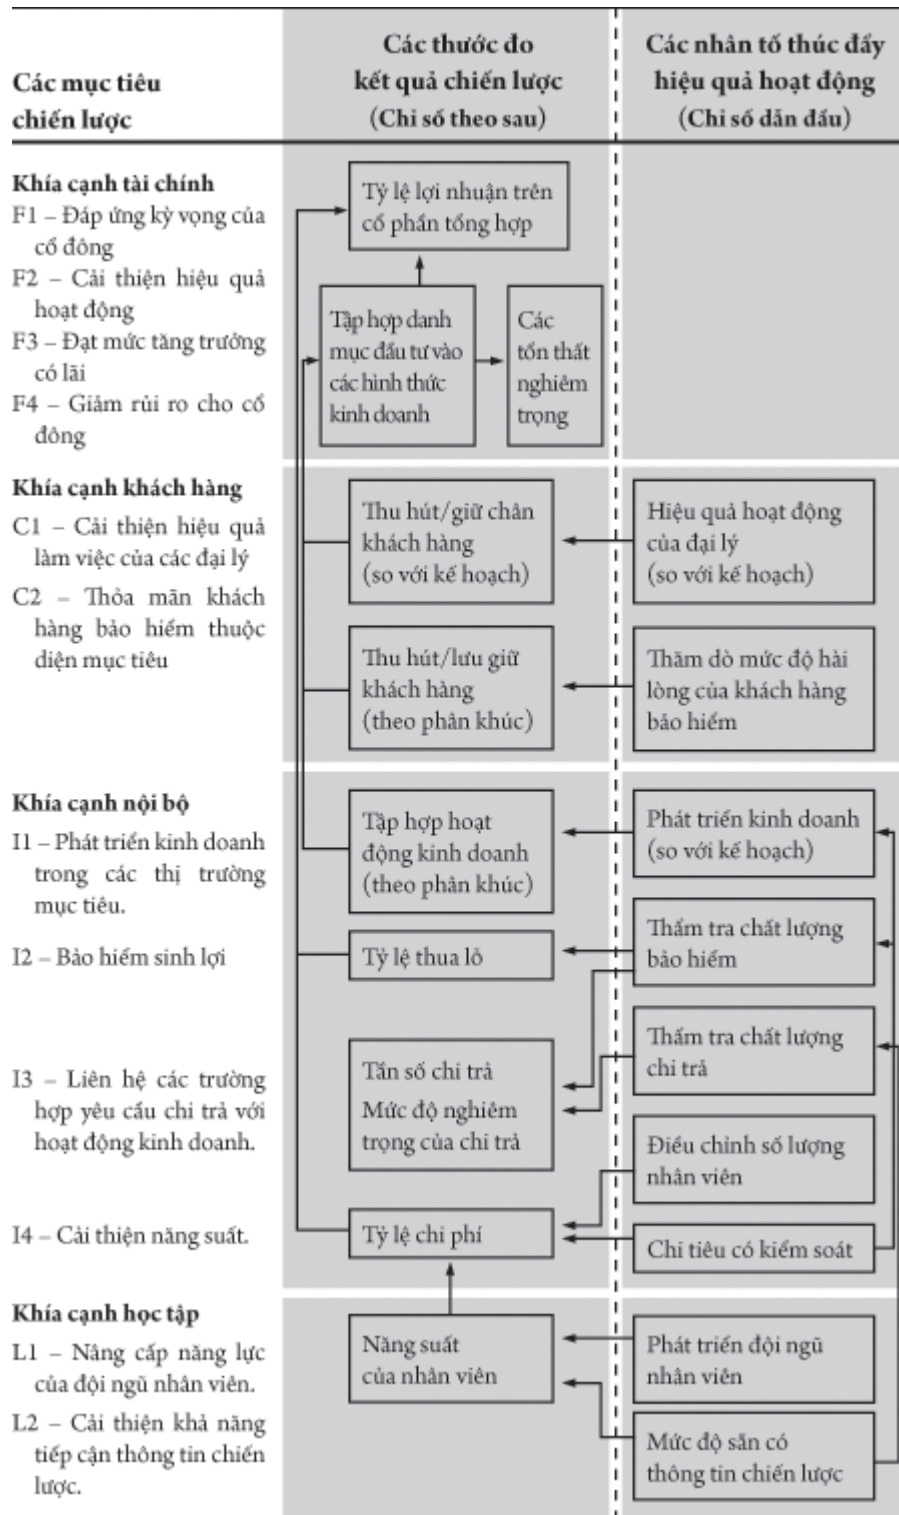 Các mục tiêu
chiến lược
Các thước đo
kết quả chiến lược
(Chỉ số theo sau)
Các nhân tố thúc đẩy
hiệu quả hoạt động
(Chỉ số dẫn đầu)
Khía cạnh tài chính
F1 – Đáp ứng kỳ vọng của
cổ đông
F2 – Cải thiện hiệu quả
hoạt động
F3 – Đạt mức tăng trưởng
có lãi
F4 – Giảm rủi ro cho cổ
đông
Tỷ lệ lợi nhuận trên
cổ phần tổng hợp
Tập hợp danh
mục đầu tư vào
các hình thức
kinh doanh
Các
tổn thất
nghiêm
trọng
Khía cạnh khách hàng
C1 – Cải thiện hiệu quả
làm việc của các đại lý
C2 – Thỏa mãn khách
hàng bảo hiểm thuộc
diện mục tiêu
Thu hút/giữ chân
khách hàng
(so với kế hoạch)
Hiệu quả hoạt động
của đại lý
(so với kế hoạch)
Thu hút/lưu giữ
khách hàng
(theo phân khúc)
Thăm dò mức độ hài
lòng của khách hàng
bảo hiểm
Khía cạnh nội bộ
I1 – Phát triển kinh doanh
trong các thị trường
mục tiêu.
I2 – Bảo hiểm sinh lợi
I3 – Liên hệ các trường
hợp yêu cầu chi trả với
hoạt động kinh doanh.
I4 – Cải thiện năng suất.
Tập hợp hoạt
động kinh doanh
(theo phân khúc)
Phát triển kinh doanh
(so với kế hoạch)
Tỷ lệ thua lỗ
Thẩm tra chất lượng
bảo hiểm
Tần số chi trả
Mức độ nghiêm
trọng của chi trả
Thẩm tra chất lượng
chi trả
Điều chỉnh số lượng
nhân viên
Tỷ lệ chi phí
Chi tiêu có kiểm soát
Khía cạnh học tập
L1 – Nâng cấp năng lực
của đội ngũ nhân viên.
L2 – Cải thiện khả năng
tiếp cận thông tin chiến
lược.
Năng suất
của nhân viên
Phát triển đội ngũ
nhân viên
Mức độ sẵn có
thông tin chiến lược